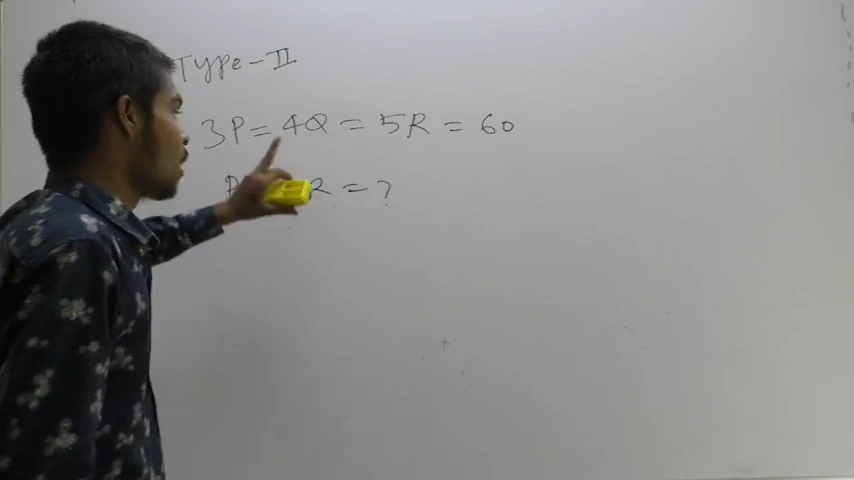 Type-II
3P = 4Q = 5R = 60
P R = ?